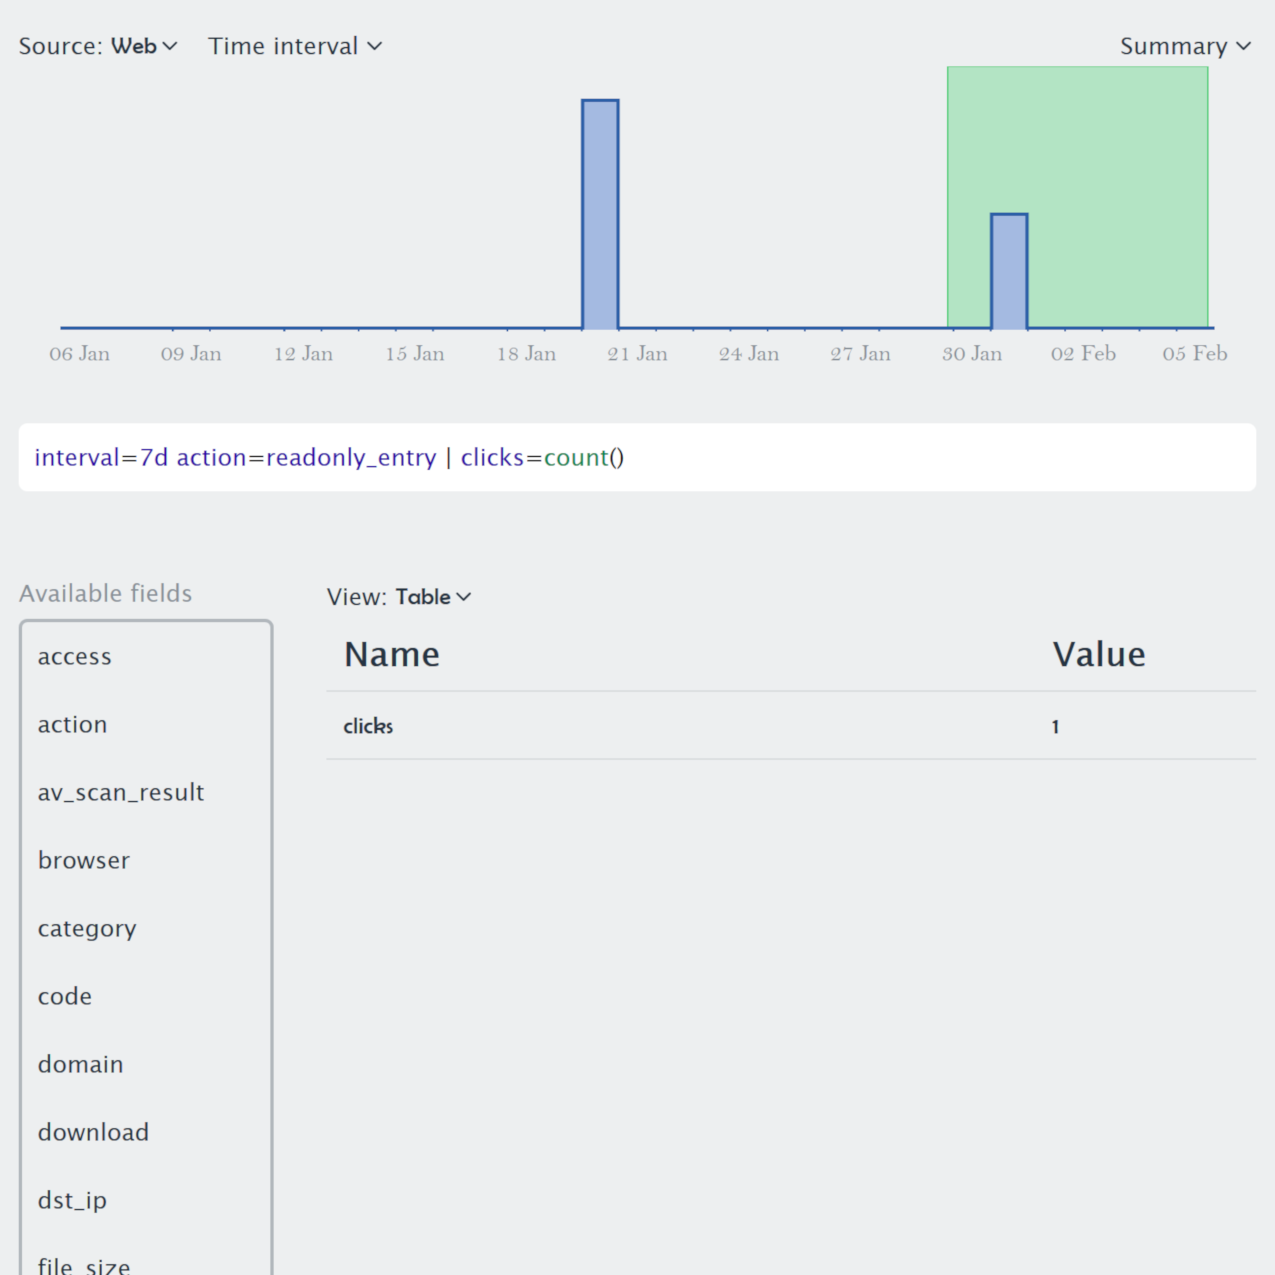 Source: Web Time interval Summary
06 Jan 09 Jan 12 Jan 15 Jan 18 Jan 21 Jan 24 Jan 27 Jan 30 Jan 02 Feb 05 Feb
interval=7d action=readonly_entry | clicks=count()
Available fields
View: Table
Name Value
clicks 1
access
action
av_scan_result
browser
category
code
domain
download
dst_ip
file_size